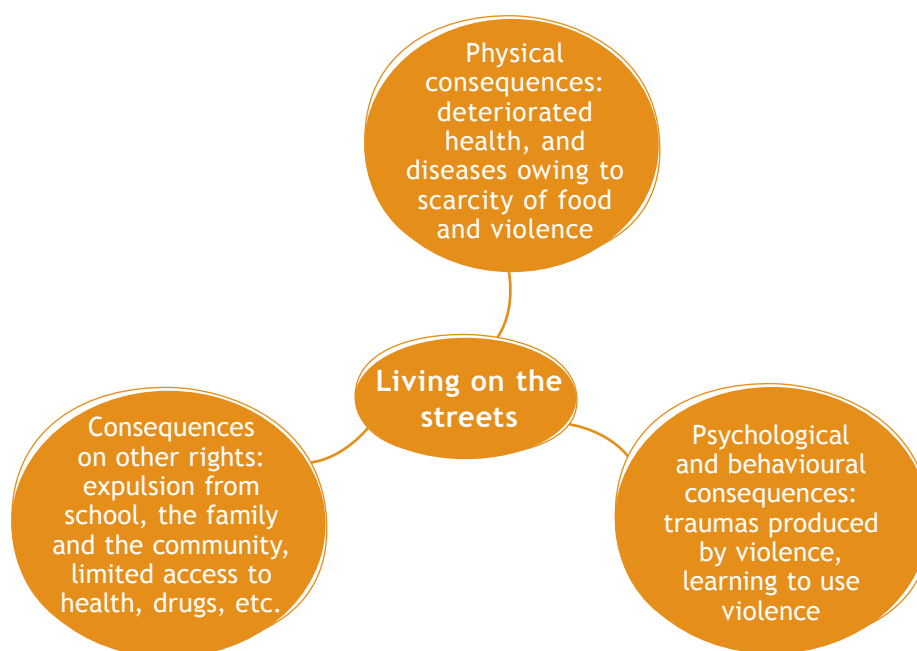 Physical
consequences:
deteriorated
health, and
diseases owing to
scarcity of food
and violence
Living on the
streets
Consequences
on other rights:
expulsion from
school, the family
and the community,
limited access to
health, drugs, etc.
Psychological
and behavioural
consequences:
traumas produced
by violence,
learning to use
violence